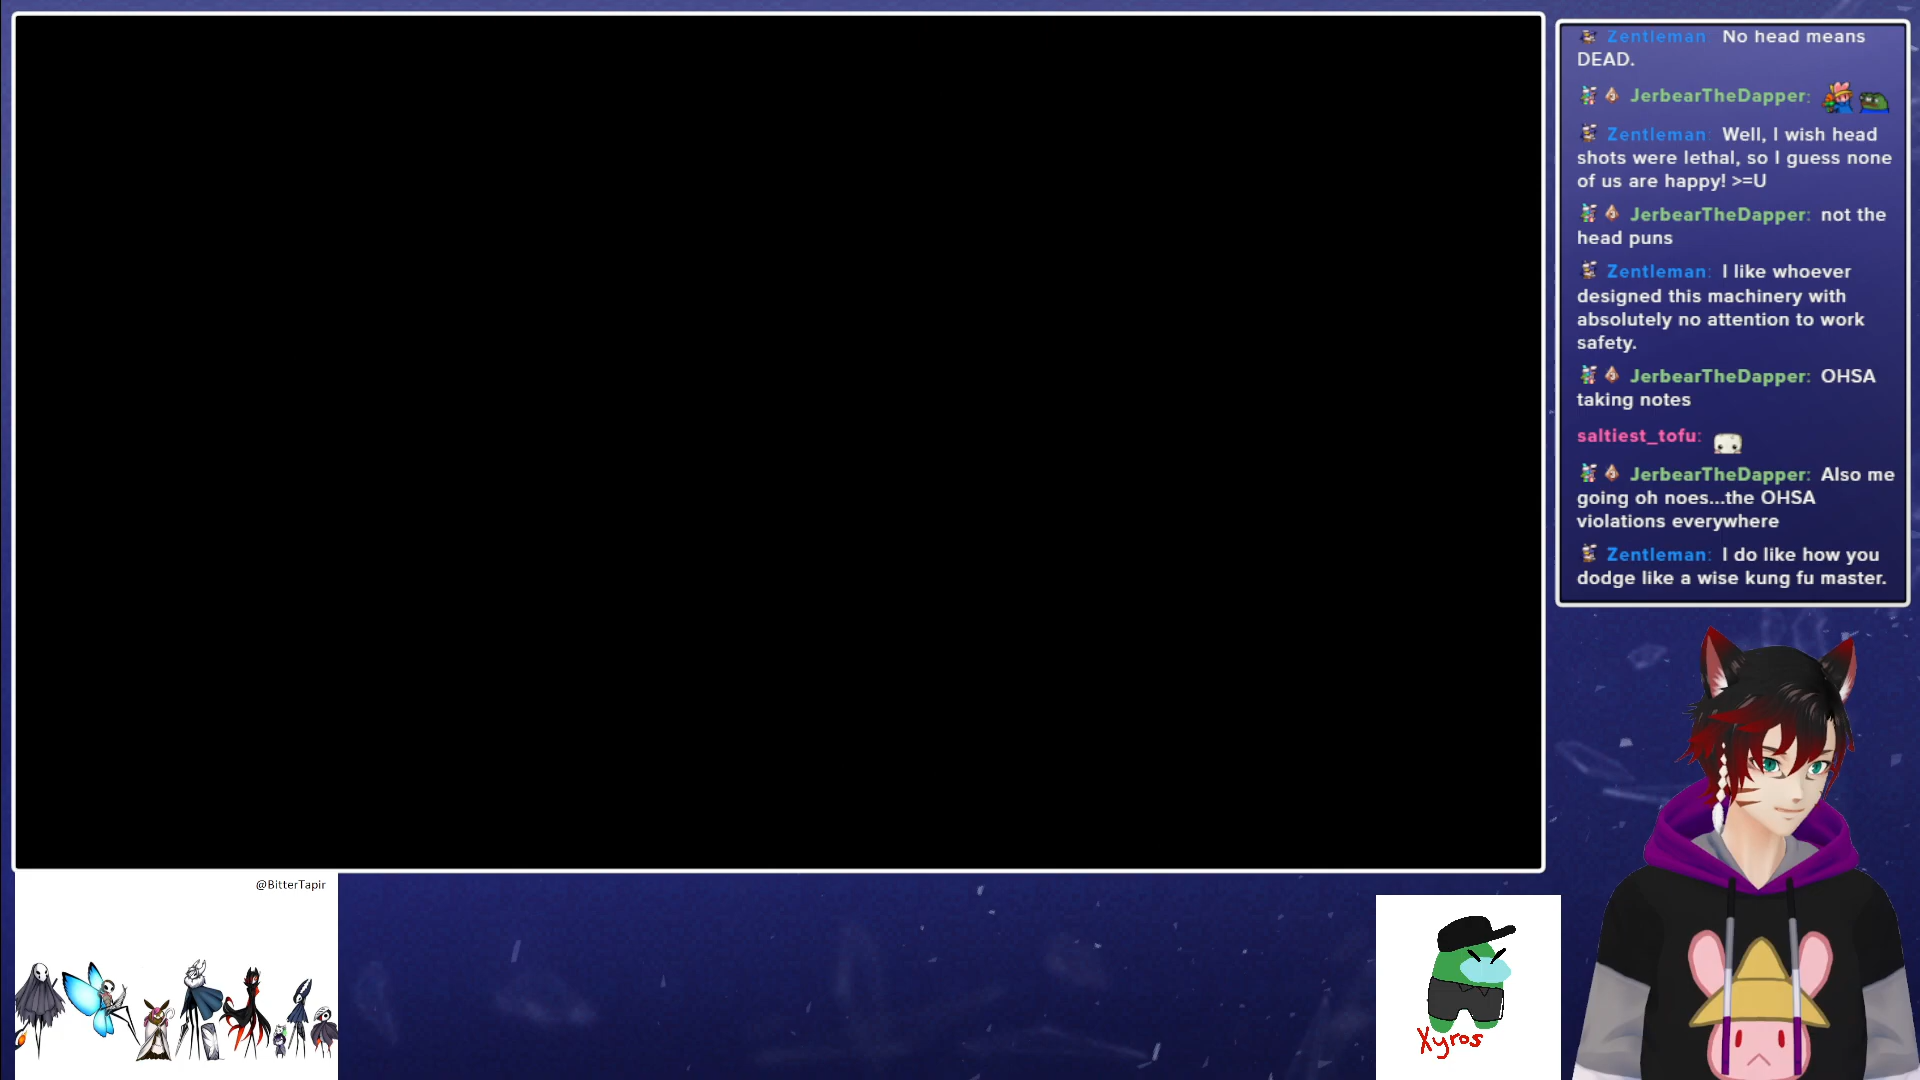 Zentleman: No head means
DEAD.
JerbearTheDapper:
Zentleman: Well, I wish head
shots were lethal, so I guess none
of us are happy! >=U
JerbearTheDapper: not the
head puns
Zentleman: I like whoever
designed this machinery with
absolutely no attention to work
safety.
JerbearTheDapper: OHSA
taking notes
saltiest_tofu:
JerbearTheDapper: Also me
going oh noes...the OHSA
violations everywhere
Zentleman: I do like how you
dodge like a wise kung fu master.
@BitterTapir
Xyros